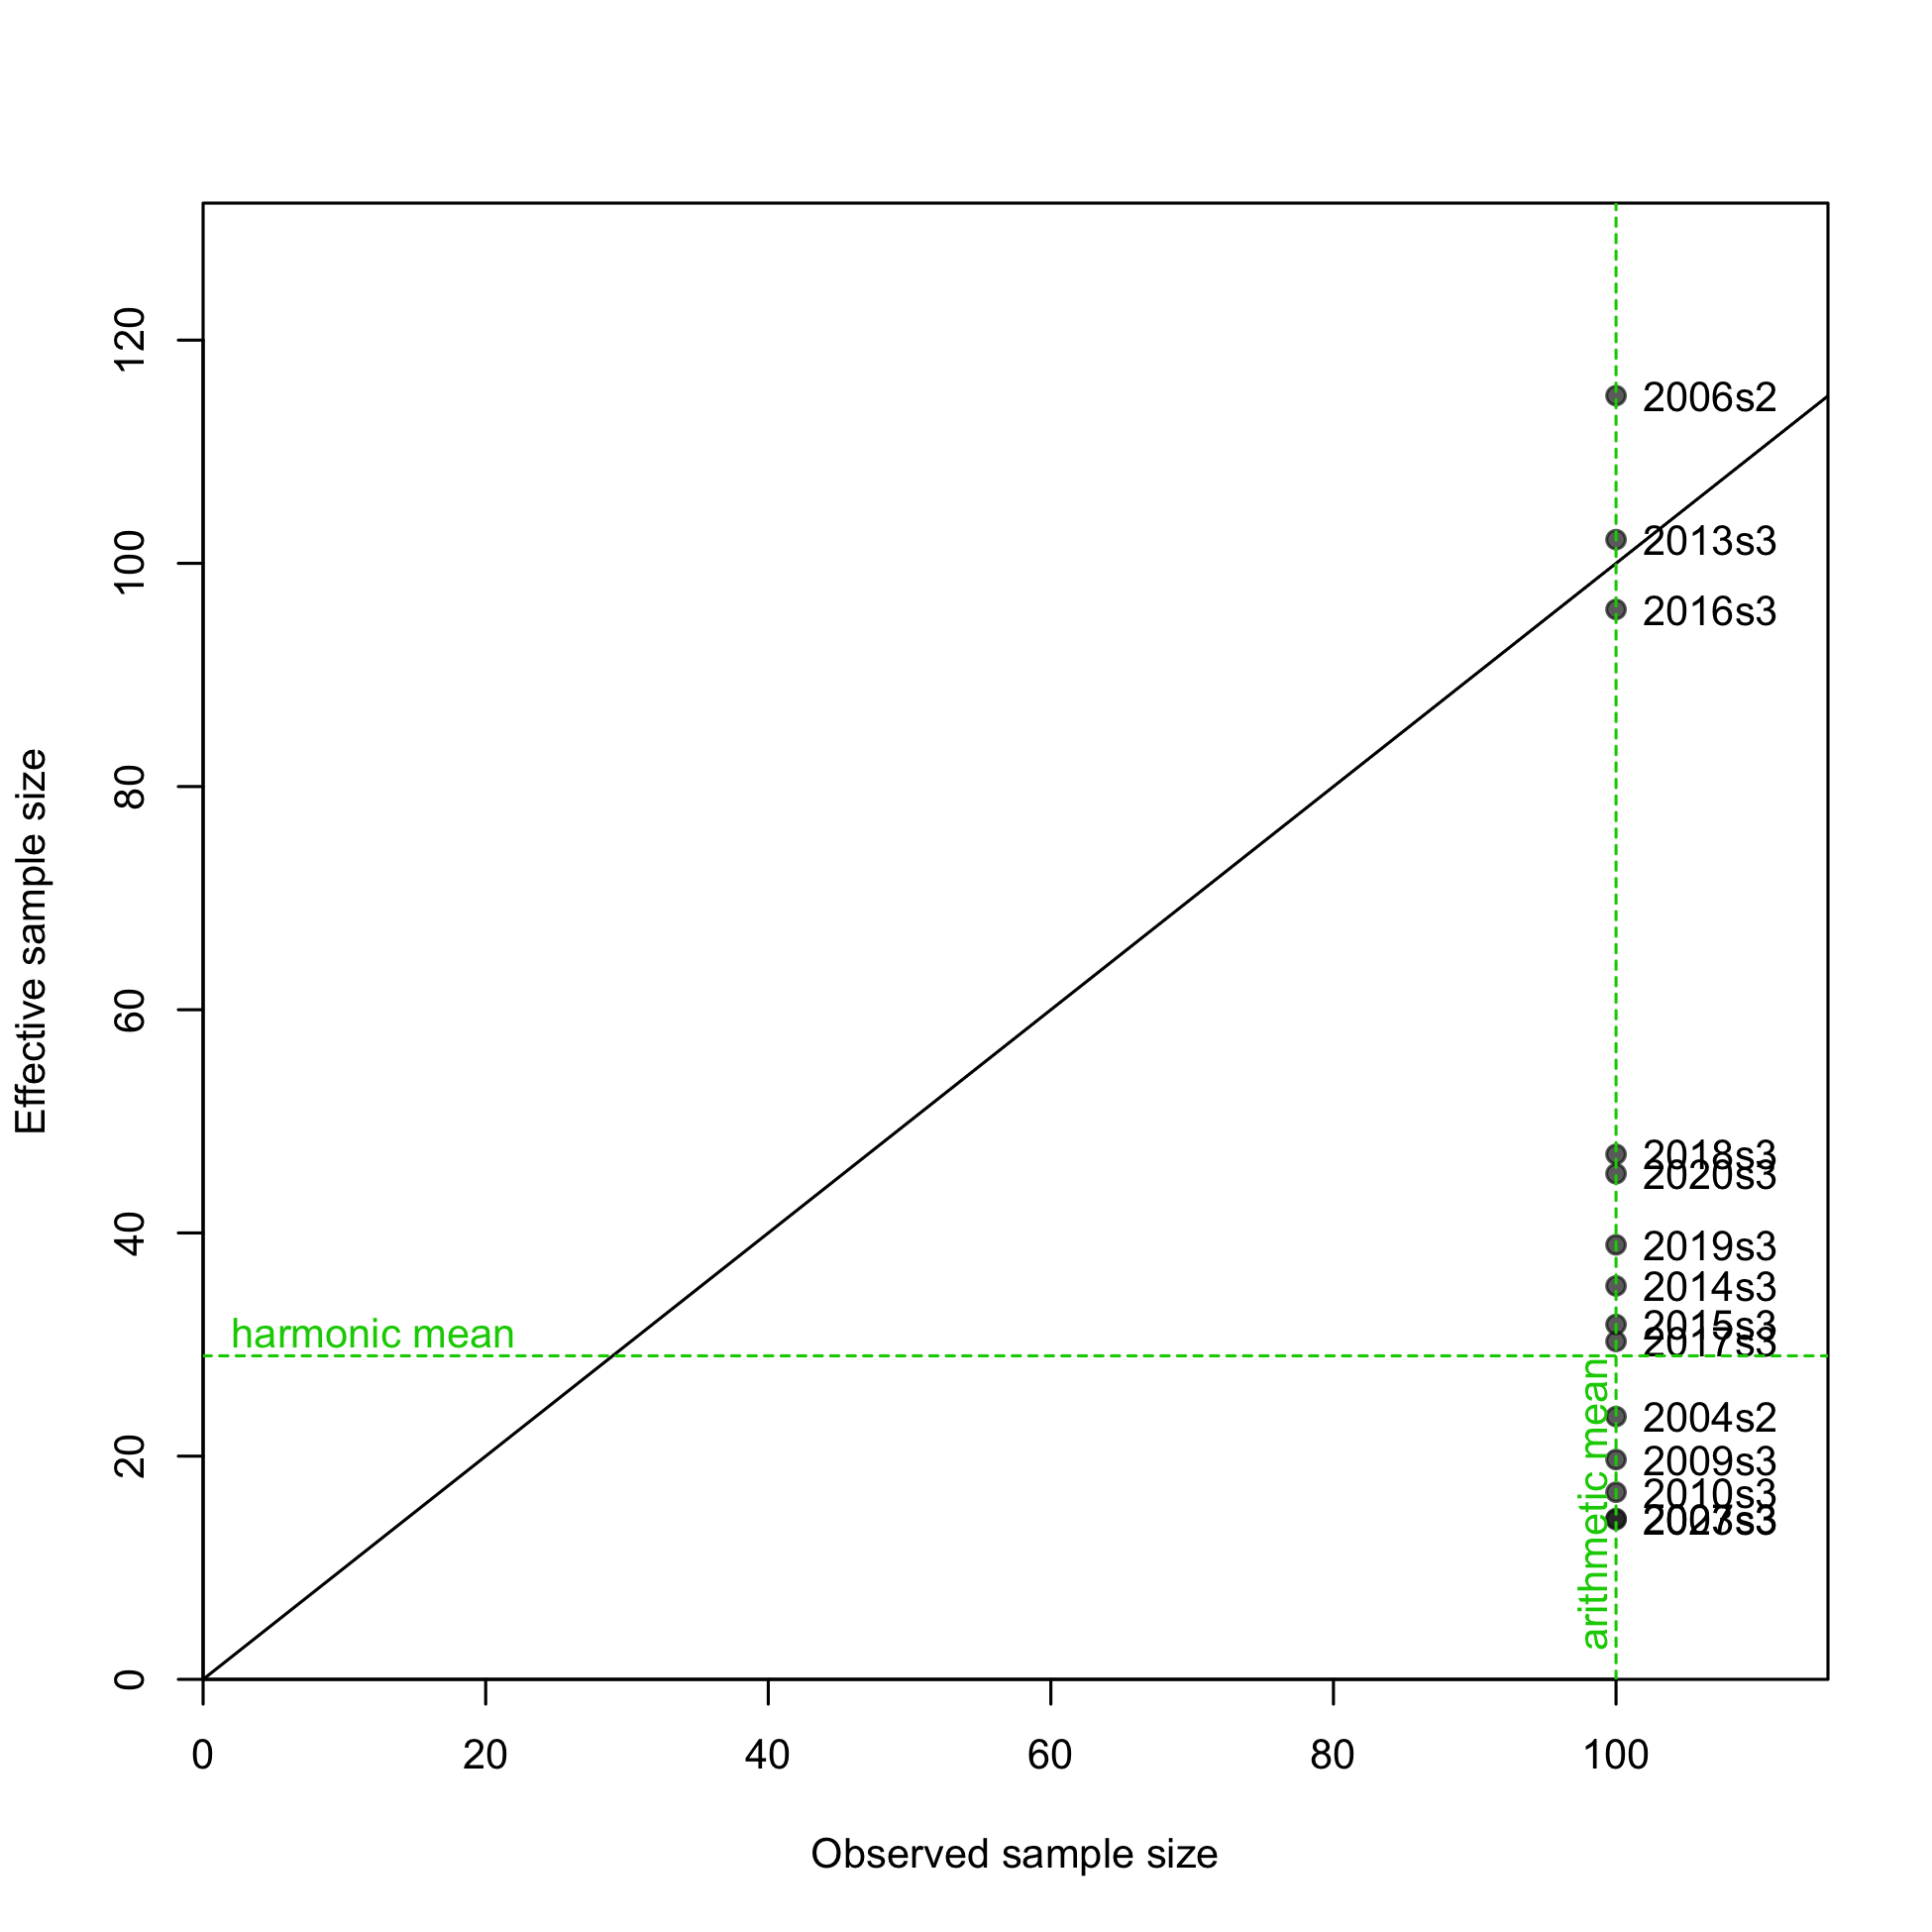 120
100
80
60
40
20
0
Effective sample size
2006s2
2013s3
2016s3
2018s3
2020s3
2019s3
2014s3
2015s3
2017s3
harmonic mean
arithmetic mean
2004s2
2009s3
2010s3
0
20
40
60
80
100
Observed sample size